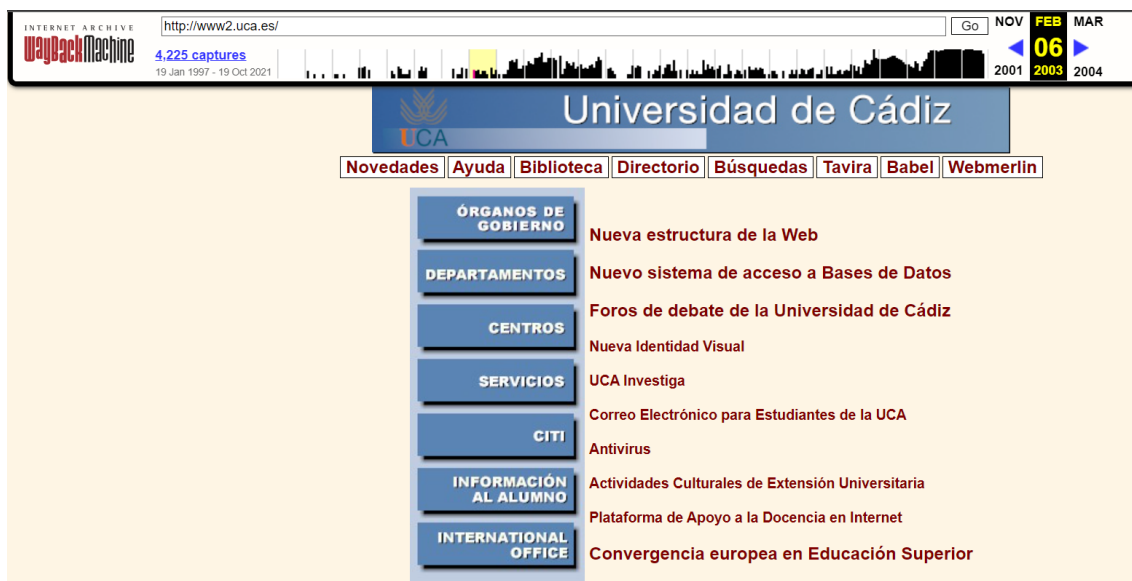 INTERNET ARCHIVE
WayBackMachine
http://www2.uca.es/
Go
NOV FEB MAR
06
2001 2003 2004
4,225 captures
19 Jan 1997 - 19 Oct 2021
UCA
Universidad de Cádiz
Novedades Ayuda Biblioteca Directorio Búsquedas Tavira Babel Webmerlin
ÓRGANOS DE
GOBIERNO
DEPARTAMENTOS
CENTROS
SERVICIOS
CITI
INFORMACIÓN
AL ALUMNO
INTERNATIONAL
OFFICE
Nueva estructura de la Web
Nuevo sistema de acceso a Bases de Datos
Foros de debate de la Universidad de Cádiz
Nueva Identidad Visual
UCA Investiga
Correo Electrónico para Estudiantes de la UCA
Antivirus
Actividades Culturales de Extensión Universitaria
Plataforma de Apoyo a la Docencia en Internet
Convergencia europea en Educación Superior